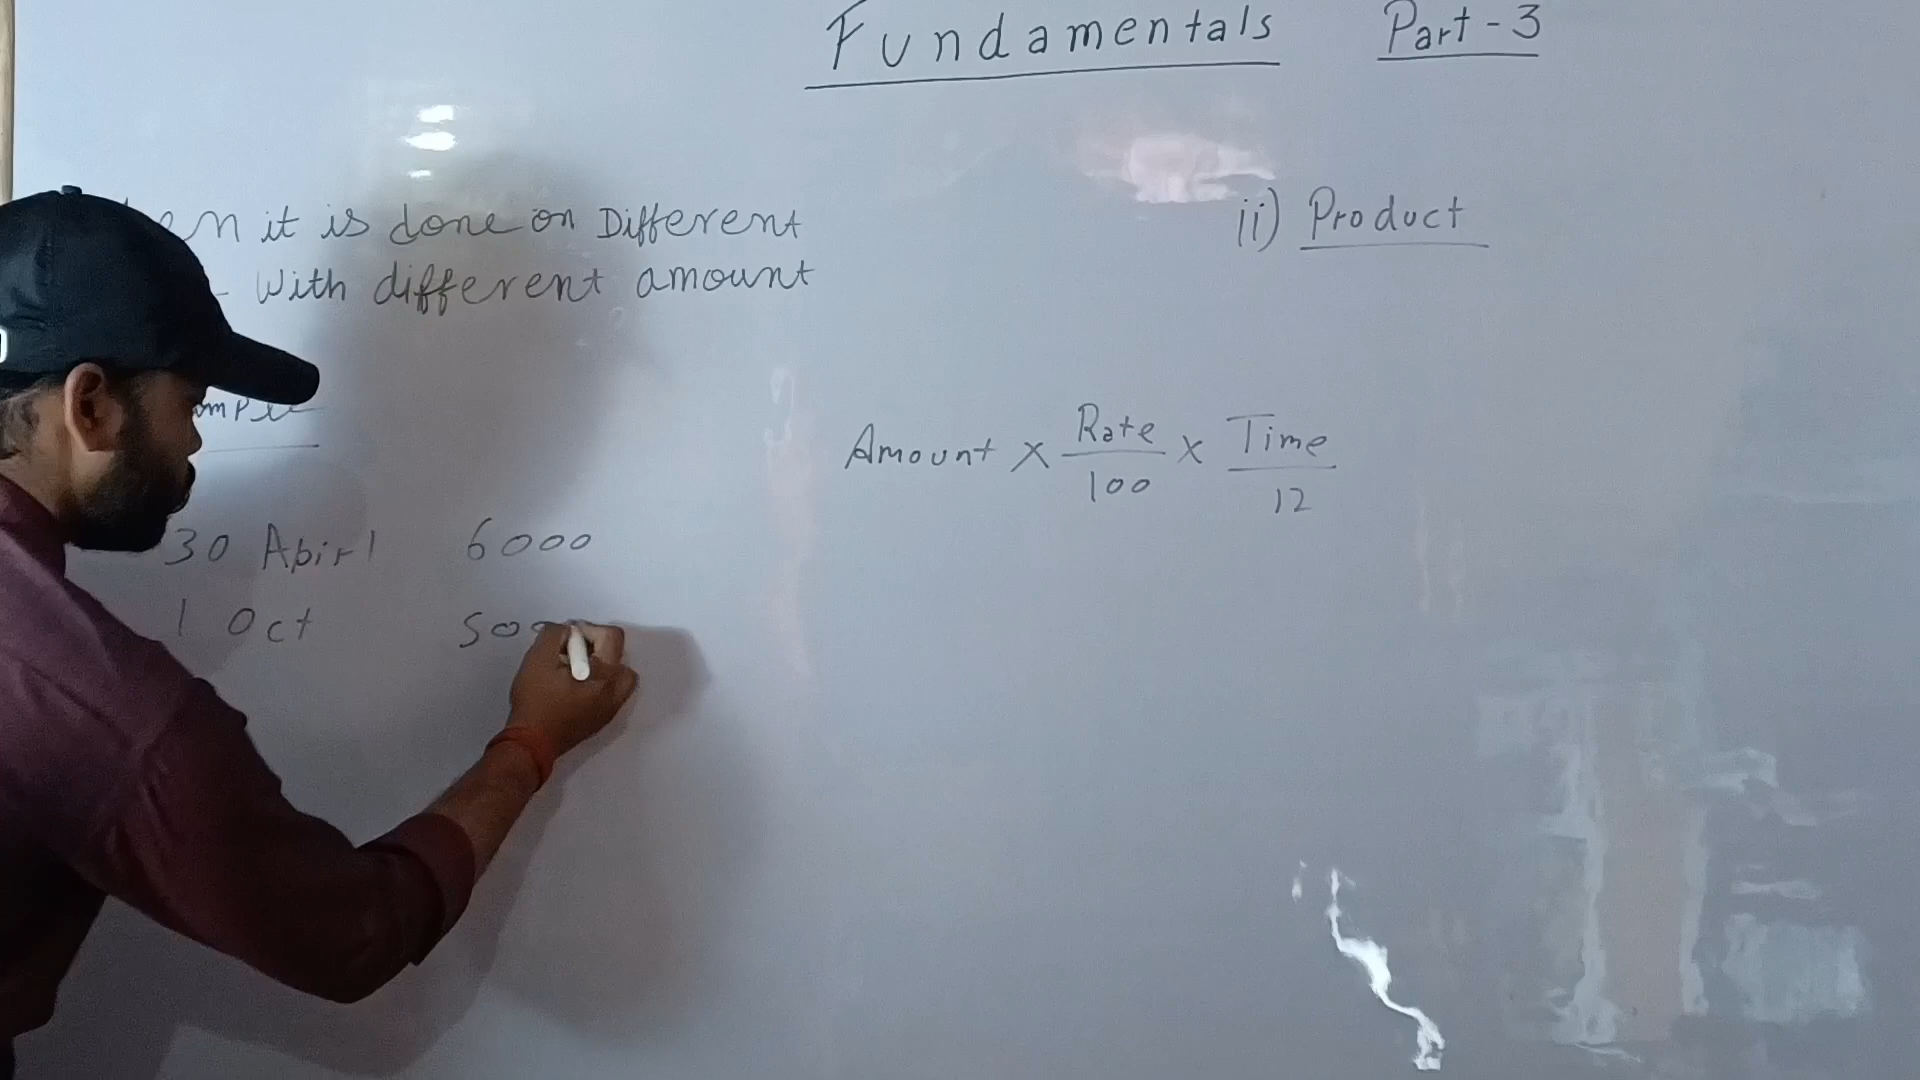 Fundamentals Part-3
it is done on Different
- With different amount
ii) Product
Amount × Rate/100 × Time/12
30 Abirl 6000
1 Oct